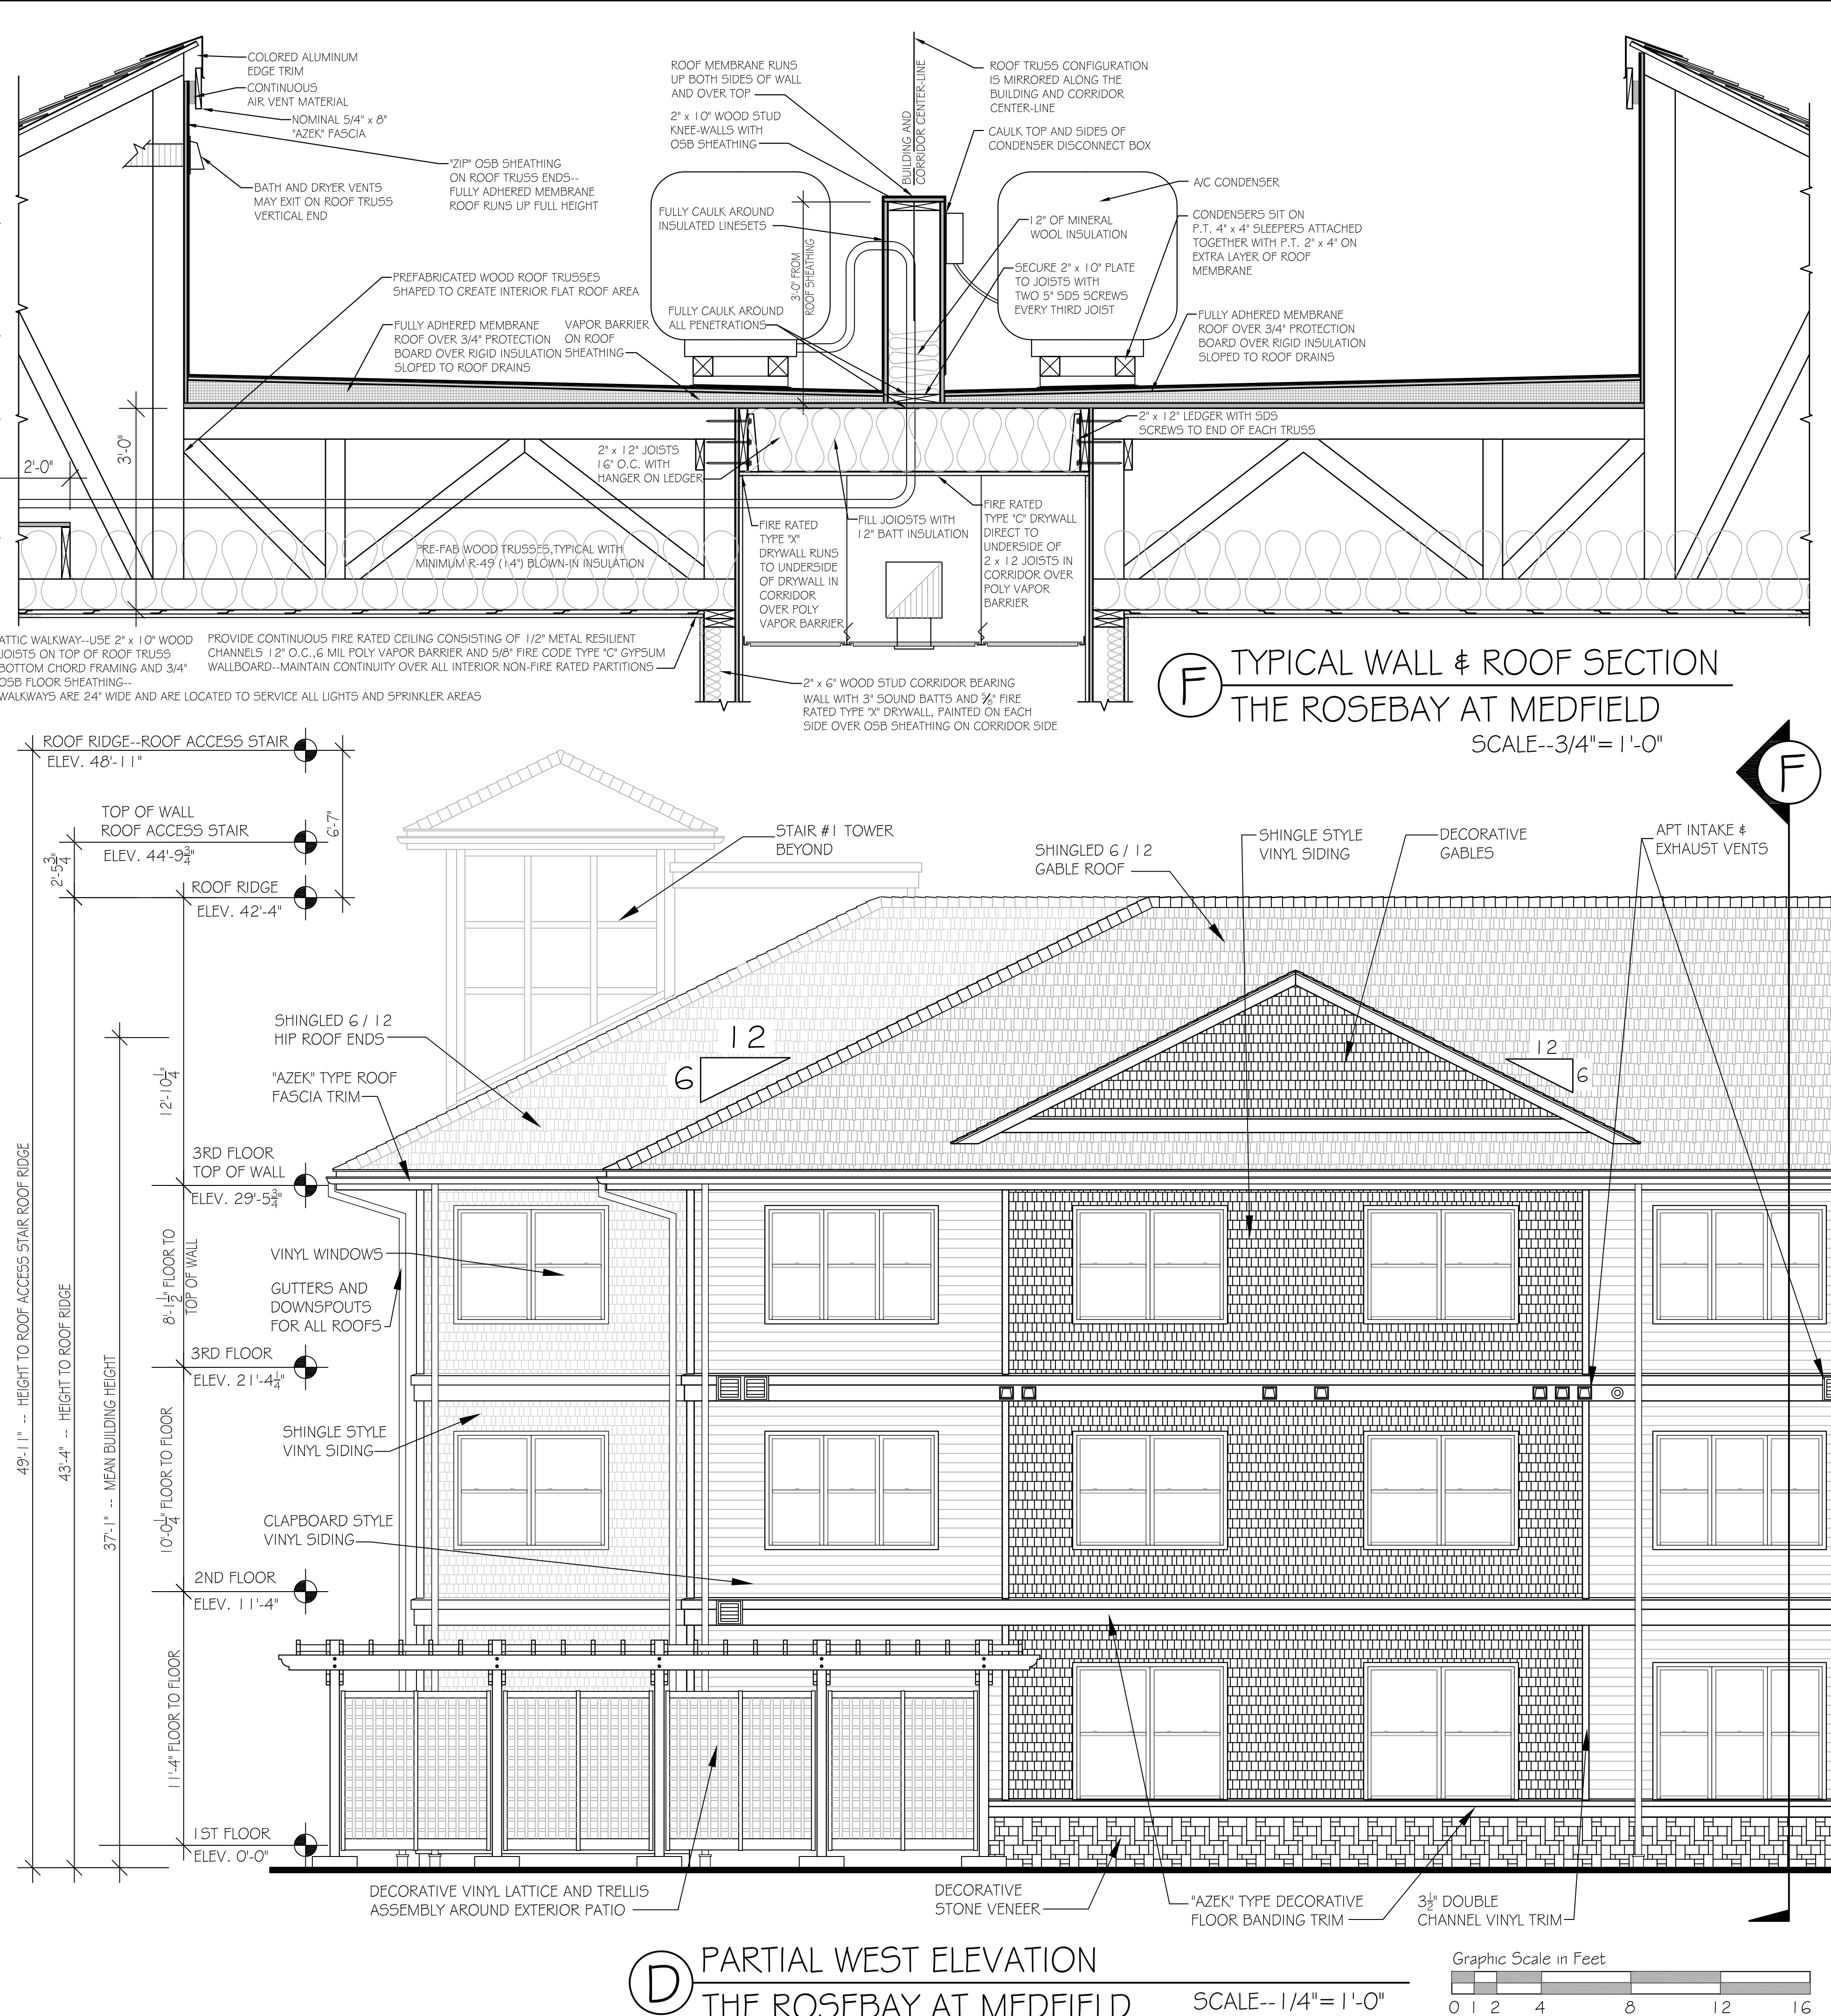 COLORED ALUMINUM
EDGE TRIM
CONTINUOUS
AIR VENT MATERIAL
NOMINAL 5/4" x 8"
"AZEK" FASCIA
"ZIP" OSB SHEATHING
ON ROOF TRUSS ENDS--
FULLY ADHERED MEMBRANE
ROOF RUNS UP FULL HEIGHT
BATH AND DRYER VENTS
MAY EXIT ON ROOF TRUSS
VERTICAL END
PREFABRICATED WOOD ROOF TRUSSES
SHAPED TO CREATE INTERIOR FLAT ROOF AREA
FULLY ADHERED MEMBRANE
ROOF OVER 3/4" PROTECTION
BOARD OVER RIGID INSULATION
SLOPED TO ROOF DRAINS
VAPOR BARRIER
ON ROOF
SHEATHING
ROOF MEMBRANE RUNS
UP BOTH SIDES OF WALL
AND OVER TOP
2" x 10" WOOD STUD
KNEE-WALLS WITH
OSB SHEATHING
FULLY CAULK AROUND
INSULATED LINESETS
3'-0" FROM
ROOF SHEATHING
FULLY CAULK AROUND
ALL PENETRATIONS
BUILDING AND
CORRIDOR CENTER-LINE
ROOF TRUSS CONFIGURATION
IS MIRRORED ALONG THE
BUILDING AND CORRIDOR
CENTER-LINE
CAULK TOP AND SIDES OF
CONDENSER DISCONNECT BOX
A/C CONDENSER
12" OF MINERAL
WOOL INSULATION
CONDENSERS SIT ON
P.T. 4" x 4" SLEEPERS ATTACHED
TOGETHER WITH P.T. 2" x 4" ON
EXTRA LAYER OF ROOF
MEMBRANE
SECURE 2" x 10" PLATE
TO JOISTS WITH
TWO 5" SDS SCREWS
EVERY THIRD JOIST
FULLY ADHERED MEMBRANE
ROOF OVER 3/4" PROTECTION
BOARD OVER RIGID INSULATION
SLOPED TO ROOF DRAINS
2'-0"
3'-0"
2" x 12" JOISTS
16" O.C. WITH
HANGER ON LEDGER
2" x 12" LEDGER WITH SDS
SCREWS TO END OF EACH TRUSS
PRE-FAB WOOD TRUSSES,TYPICAL WITH
MINIMUM R-49 (14") BLOWN-IN INSULATION
FIRE RATED
TYPE "X"
DRYWALL RUNS
TO UNDERSIDE
OF DRYWALL IN
CORRIDOR
OVER POLY
VAPOR BARRIER
FILL JOIOSTS WITH
12" BATT INSULATION
FIRE RATED
TYPE "C" DRYWALL
DIRECT TO
UNDERSIDE OF
2 x 12 JOISTS IN
CORRIDOR OVER
POLY VAPOR
BARRIER
ATTIC WALKWAY--USE 2" x 10" WOOD
JOISTS ON TOP OF ROOF TRUSS
BOTTOM CHORD FRAMING AND 3/4"
OSB FLOOR SHEATHING--
WALKWAYS ARE 24" WIDE AND ARE LOCATED TO SERVICE ALL LIGHTS AND SPRINKLER AREAS
PROVIDE CONTINUOUS FIRE RATED CEILING CONSISTING OF 1/2" METAL RESILIENT
CHANNELS 12" O.C.,6 MIL POLY VAPOR BARRIER AND 5/8" FIRE CODE TYPE "C" GYPSUM
WALLBOARD--MAINTAIN CONTINUITY OVER ALL INTERIOR NON-FIRE RATED PARTITIONS
2" x 6" WOOD STUD CORRIDOR BEARING
WALL WITH 3" SOUND BATTS AND 5/8" FIRE
RATED TYPE "X" DRYWALL, PAINTED ON EACH
SIDE OVER OSB SHEATHING ON CORRIDOR SIDE
F
TYPICAL WALL & ROOF SECTION
THE ROSEBAY AT MEDFIELD
SCALE--3/4"=1'-0"
F
ROOF RIDGE--ROOF ACCESS STAIR
ELEV. 48'-11"
TOP OF WALL
ROOF ACCESS STAIR
ELEV. 44'-9 3/4"
ROOF RIDGE
ELEV. 42'-4"
6'-7"
2'-5 3/4"
STAIR #1 TOWER
BEYOND
SHINGLED 6 / 12
GABLE ROOF
SHINGLE STYLE
VINYL SIDING
DECORATIVE
GABLES
APT INTAKE &
EXHAUST VENTS
SHINGLED 6 / 12
HIP ROOF ENDS
"AZEK" TYPE ROOF
FASCIA TRIM
12
6
12
6
12'-10 1/4"
3RD FLOOR
TOP OF WALL
ELEV. 29'-5 3/4"
8'-1 1/2" FLOOR TO
TOP OF WALL
VINYL WINDOWS
GUTTERS AND
DOWNSPOUTS
FOR ALL ROOFS
3RD FLOOR
ELEV. 21'-4 1/4"
49'-11" -- HEIGHT TO ROOF ACCESS STAIR ROOF RIDGE
43'-4" -- HEIGHT TO ROOF RIDGE
37'-1" -- MEAN BUILDING HEIGHT
10'-0 1/4" FLOOR TO FLOOR
SHINGLE STYLE
VINYL SIDING
CLAPBOARD STYLE
VINYL SIDING
2ND FLOOR
ELEV. 11'-4"
11'-4" FLOOR TO FLOOR
1ST FLOOR
ELEV. 0'-0"
DECORATIVE VINYL LATTICE AND TRELLIS
ASSEMBLY AROUND EXTERIOR PATIO
DECORATIVE
STONE VENEER
"AZEK" TYPE DECORATIVE
FLOOR BANDING TRIM
3 1/2" DOUBLE
CHANNEL VINYL TRIM
D
PARTIAL WEST ELEVATION
THE ROSEBAY AT MEDFIELD
SCALE--1/4"=1'-0"
Graphic Scale in Feet
0 1 2 4 8 12 16